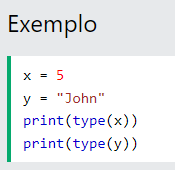 Exemplo
x = 5
y = "John"
print(type(x))
print(type(y))